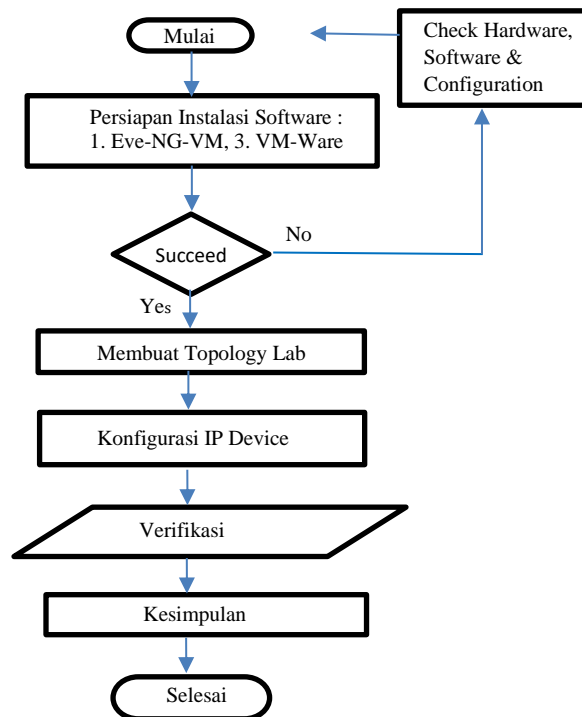 Mulai
Check Hardware,
Software &
Configuration
Persiapan Instalasi Software :
1. Eve-NG-VM, 3. VM-Ware
Succeed
No
Yes
Membuat Topology Lab
Konfigurasi IP Device
Verifikasi
Kesimpulan
Selesai